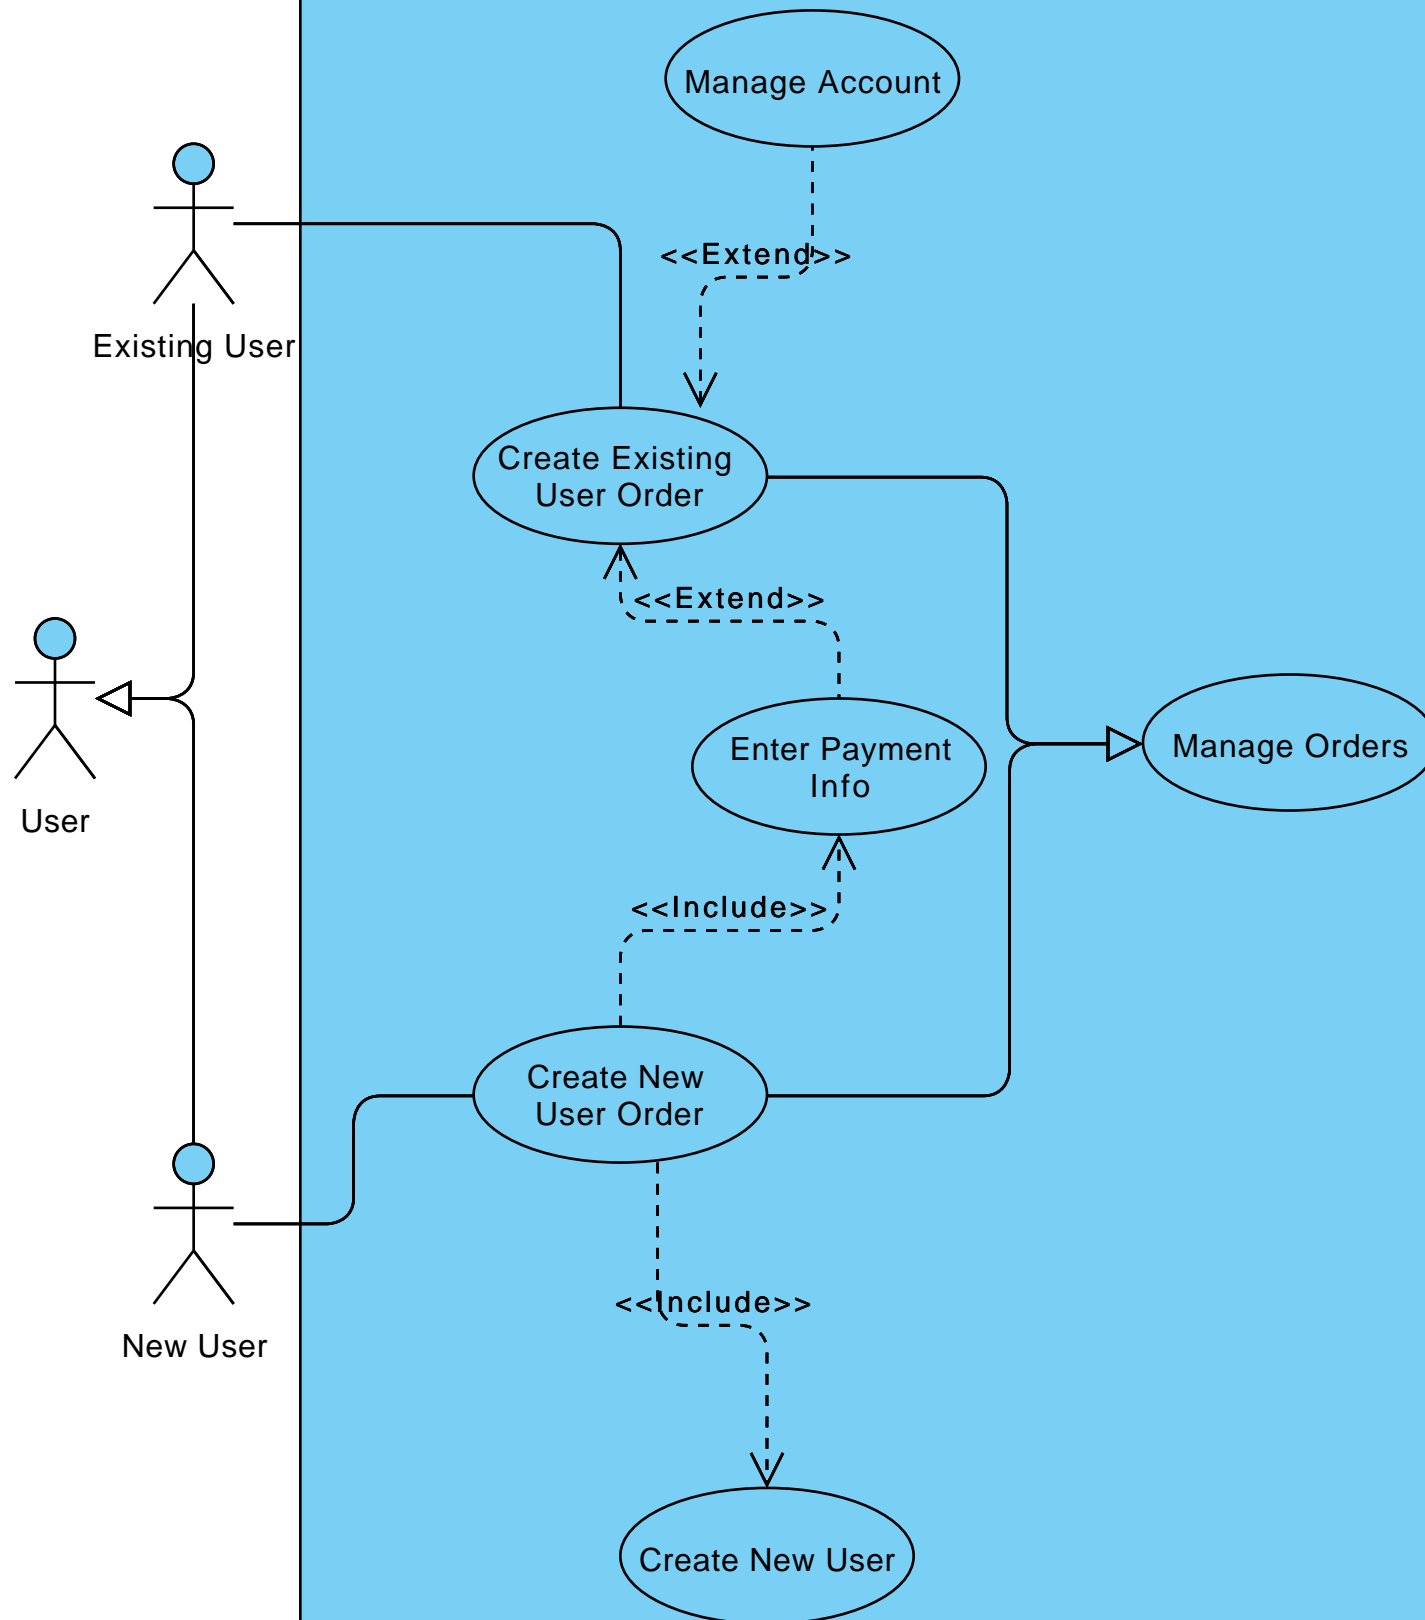 Manage Account
<<Extend>>
Existing User
Create Existing
User Order
<<Extend>>
Enter Payment
Info
Manage Orders
User
<<Include>>
Create New
User Order
<<Include>>
New User
Create New User